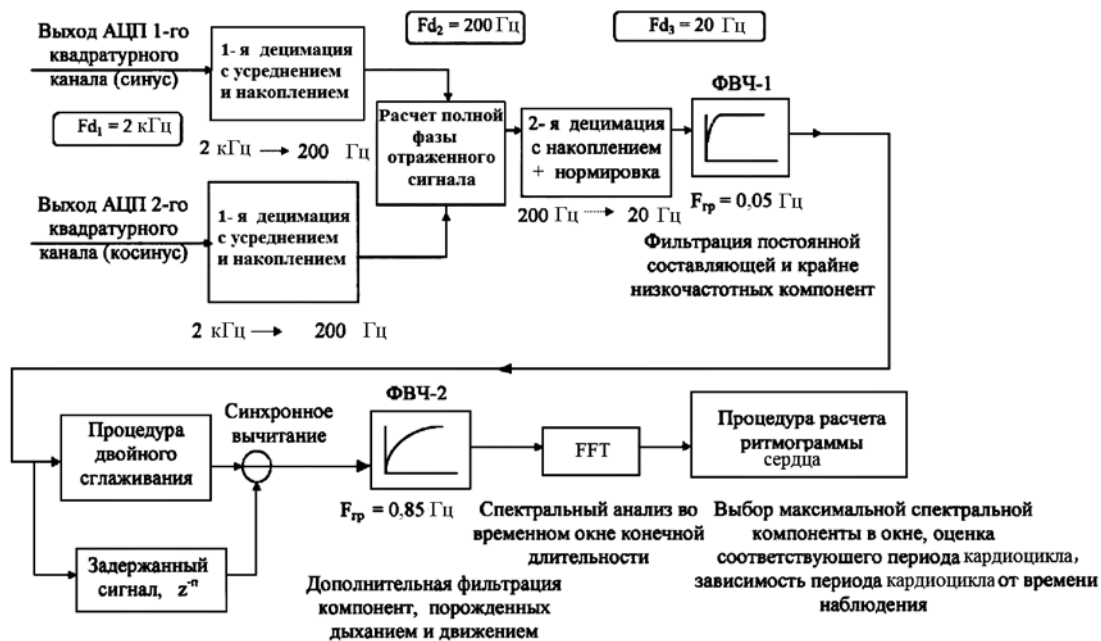 Fd₂ = 200 Гц
Fd₃ = 20 Гц
Выход АЦП 1-го
квадратурного
канала (синус)
1- я децимация
с усреднением
и накоплением
ФВЧ-1
Fd₁ = 2 кГц
Расчет полной
фазы
отраженного
сигнала
2- я децимация
с накоплением
+ нормировка
2 кГц → 200 Гц
Выход АЦП 2-го
квадратурного
канала (косинус)
1- я децимация
с усреднением
и накоплением
200 Гц → 20 Гц
Fгр = 0,05 Гц
Фильтрация постоянной
составляющей и крайне
низкочастотных компонент
2 кГц → 200 Гц
Процедура
двойного
сглаживания
Синхронное
вычитание
ФВЧ-2
FFT
Процедура расчета
ритмограммы
сердца
Fгр = 0,85 Гц
Спектральный анализ во
временном окне конечной
длительности
Выбор максимальной спектральной
компоненты в окне, оценка
соответствуюшего периода кардиоцикла,
зависимость периода кардиоцикла от времени
наблюдения
Задержанный
сигнал, z⁻ⁿ
Дополнительная фильтрация
компонент, порожденных
дыханием и движением